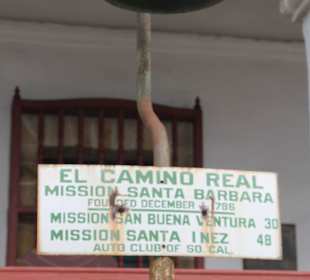 EL CAMINO REAL
MISSION SANTA BARBARA
FOUNDED DECEMBER 4 1786
MISSION SAN BUENA VENTURA 30
MISSION SANTA INEZ 48
AUTO CLUB OF SO. CAL.